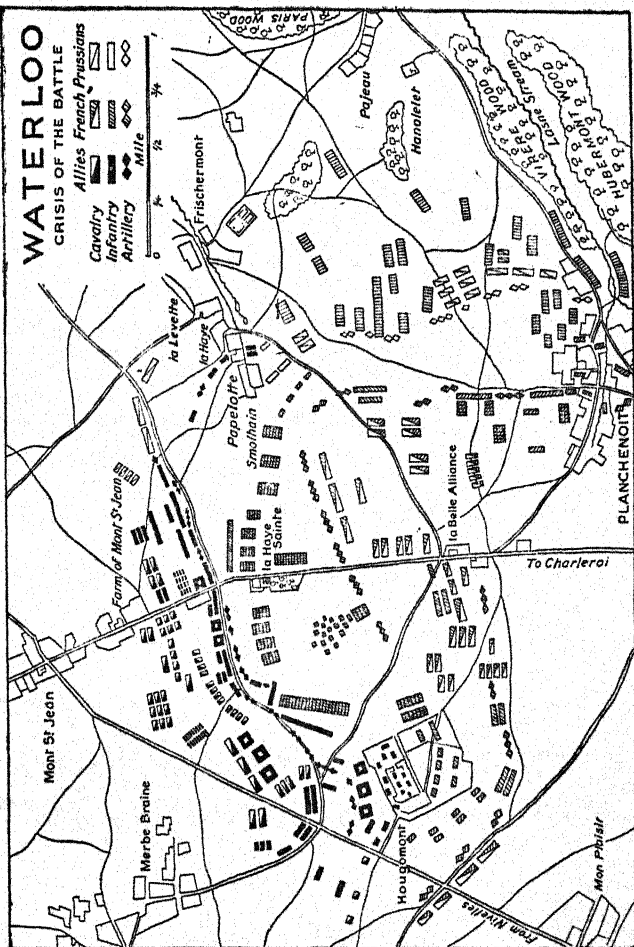 WATERLOO
CRISIS OF THE BATTLE
Allies French Prussians
Cavalry
Infantry
Artillery
0 ¼ 1/2 3/4 1
Mile
PARIS WOOD
Pajeau
Hanalelet
VIRERE WOOD
Lasne Stream
HUBERMONT WOOD
Frischermont
la Levette
la Haye
Papelotte
Smolhain
Farm of Mont St Jean
Mont St Jean
la Haye
Sainte
la Belle Alliance
PLANCHENOIT
To Charleroi
Merbe Braine
Hougomont
From Nivelles
Mon Plaisir